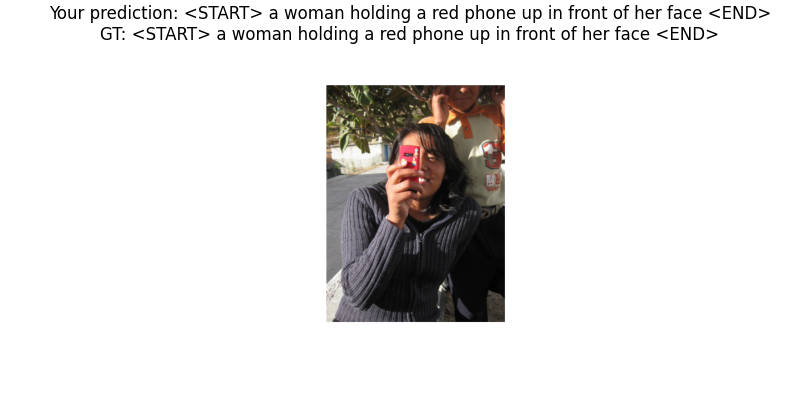 Your prediction: <START> a woman holding a red phone up in front of her face <END>
GT: <START> a woman holding a red phone up in front of her face <END>